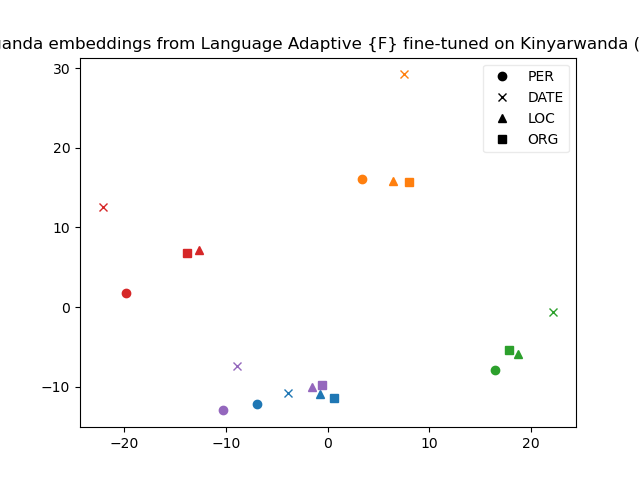 embeddings from Language Adaptive {F} fine-tuned on Kinyarwanda (
PER
DATE
LOC
ORG
30
20
10
0
−10
−20
−10
0
10
20